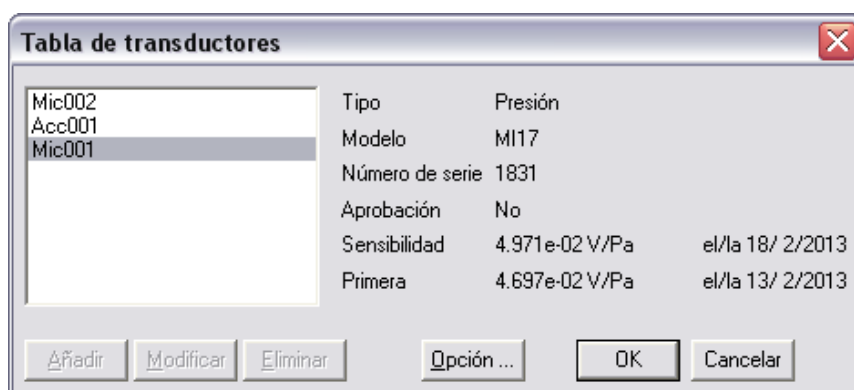 Tabla de transductores
Mic002
Acc001
Mic001
Tipo Presión
Modelo MI17
Número de serie 1831
Aprobación No
Sensibilidad 4.971e-02 V/Pa el/la 18/ 2/2013
Primera 4.697e-02 V/Pa el/la 13/ 2/2013
Añadir Modificar Eliminar Opción ... OK Cancelar